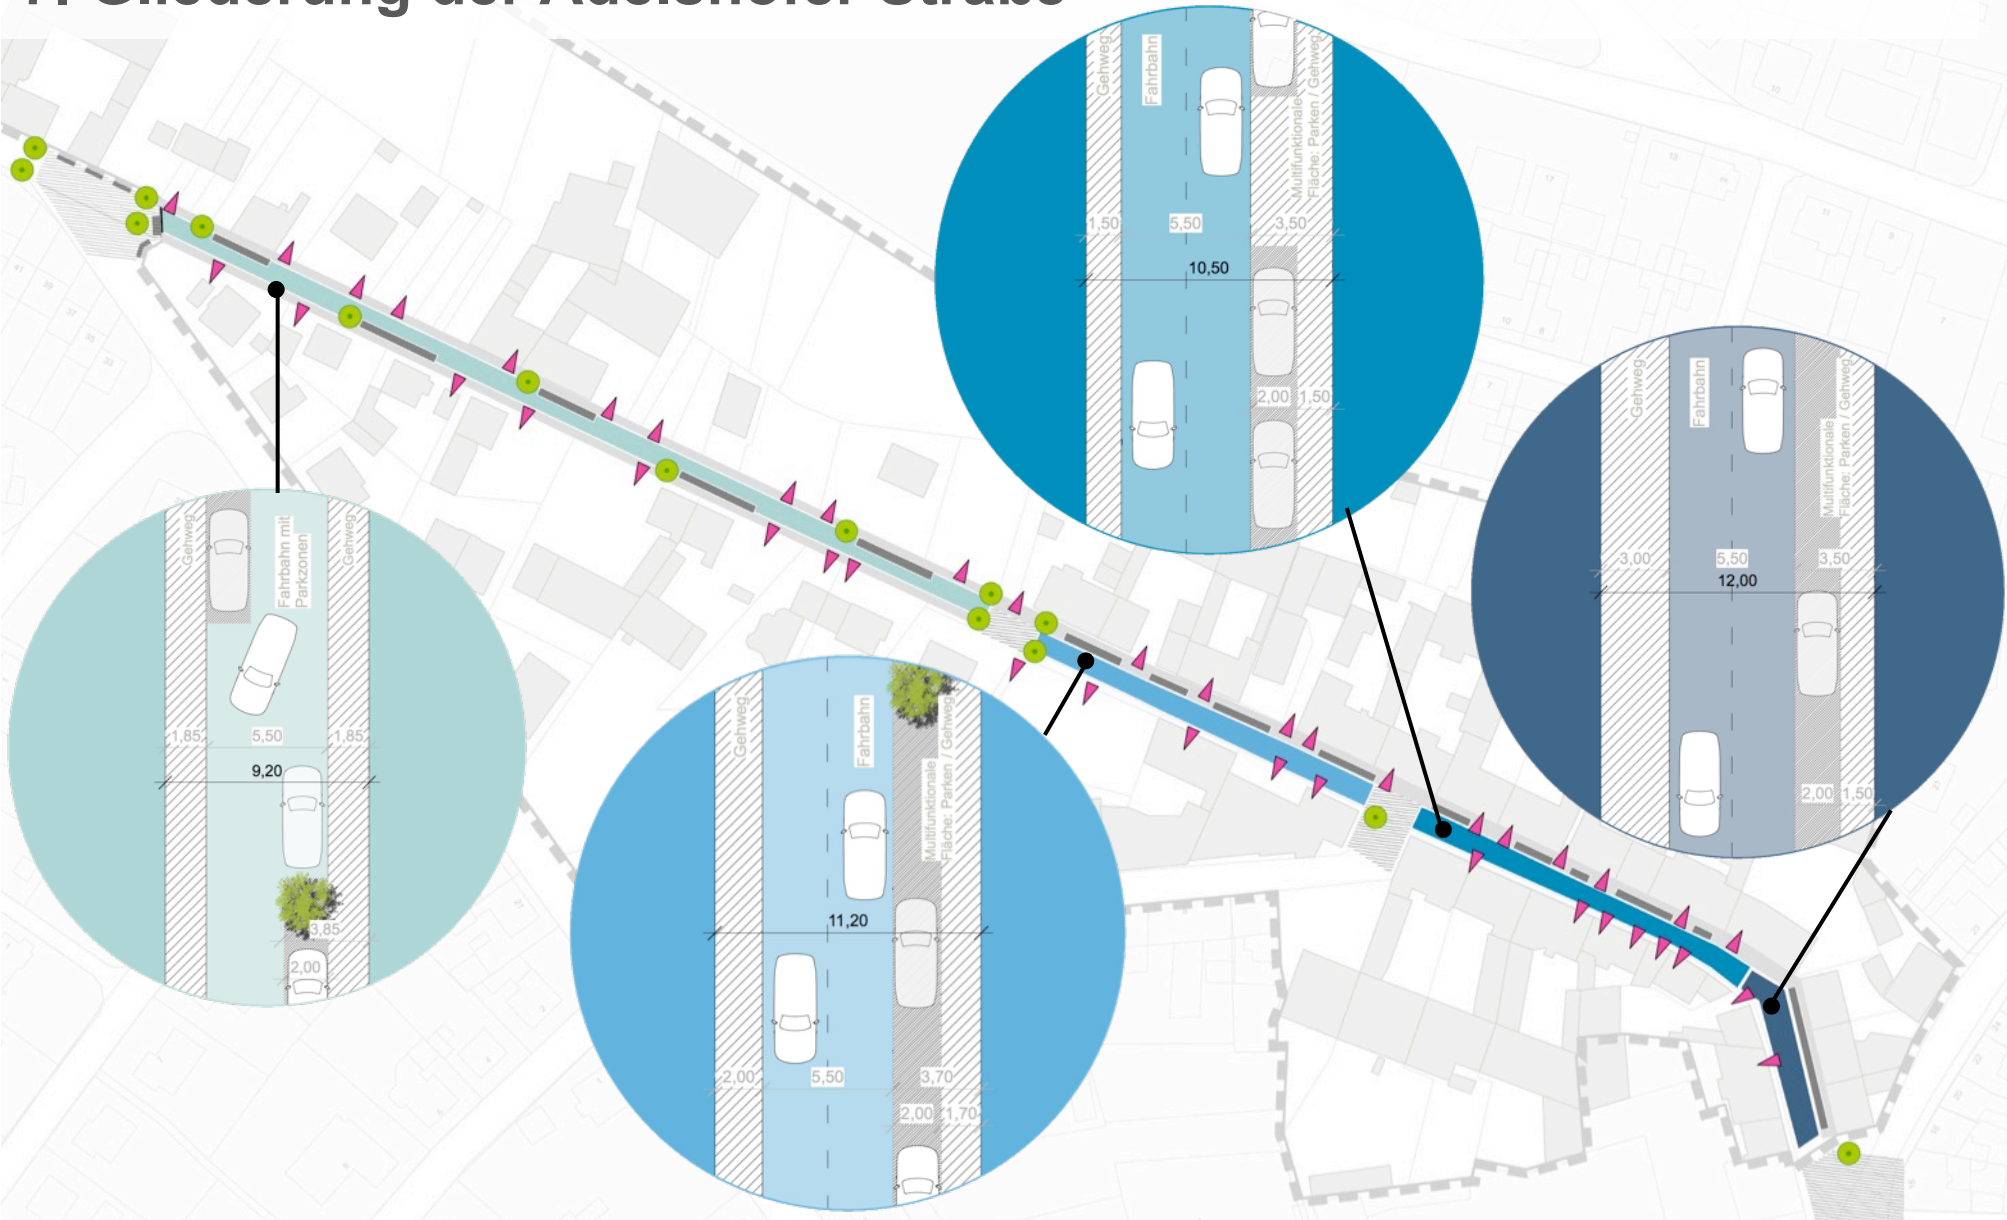 Gehweg
Fahrbahn
Multifunktionale
Fläche: Parken / Gehweg
1,50
5,50
3,50
10,50
2,00
1,50
Gehweg
Fahrbahn
Multifunktionale
Fläche: Parken / Gehweg
3,00
5,50
3,50
12,00
2,00
1,50
Gehweg
Fahrbahn mit
Parkzonen
Gehweg
1,85
5,50
1,85
9,20
3,85
2,00
Gehweg
Fahrbahn
Multifunktionale
Fläche: Parken / Gehweg
11,20
2,00
5,50
3,70
2,00
1,70